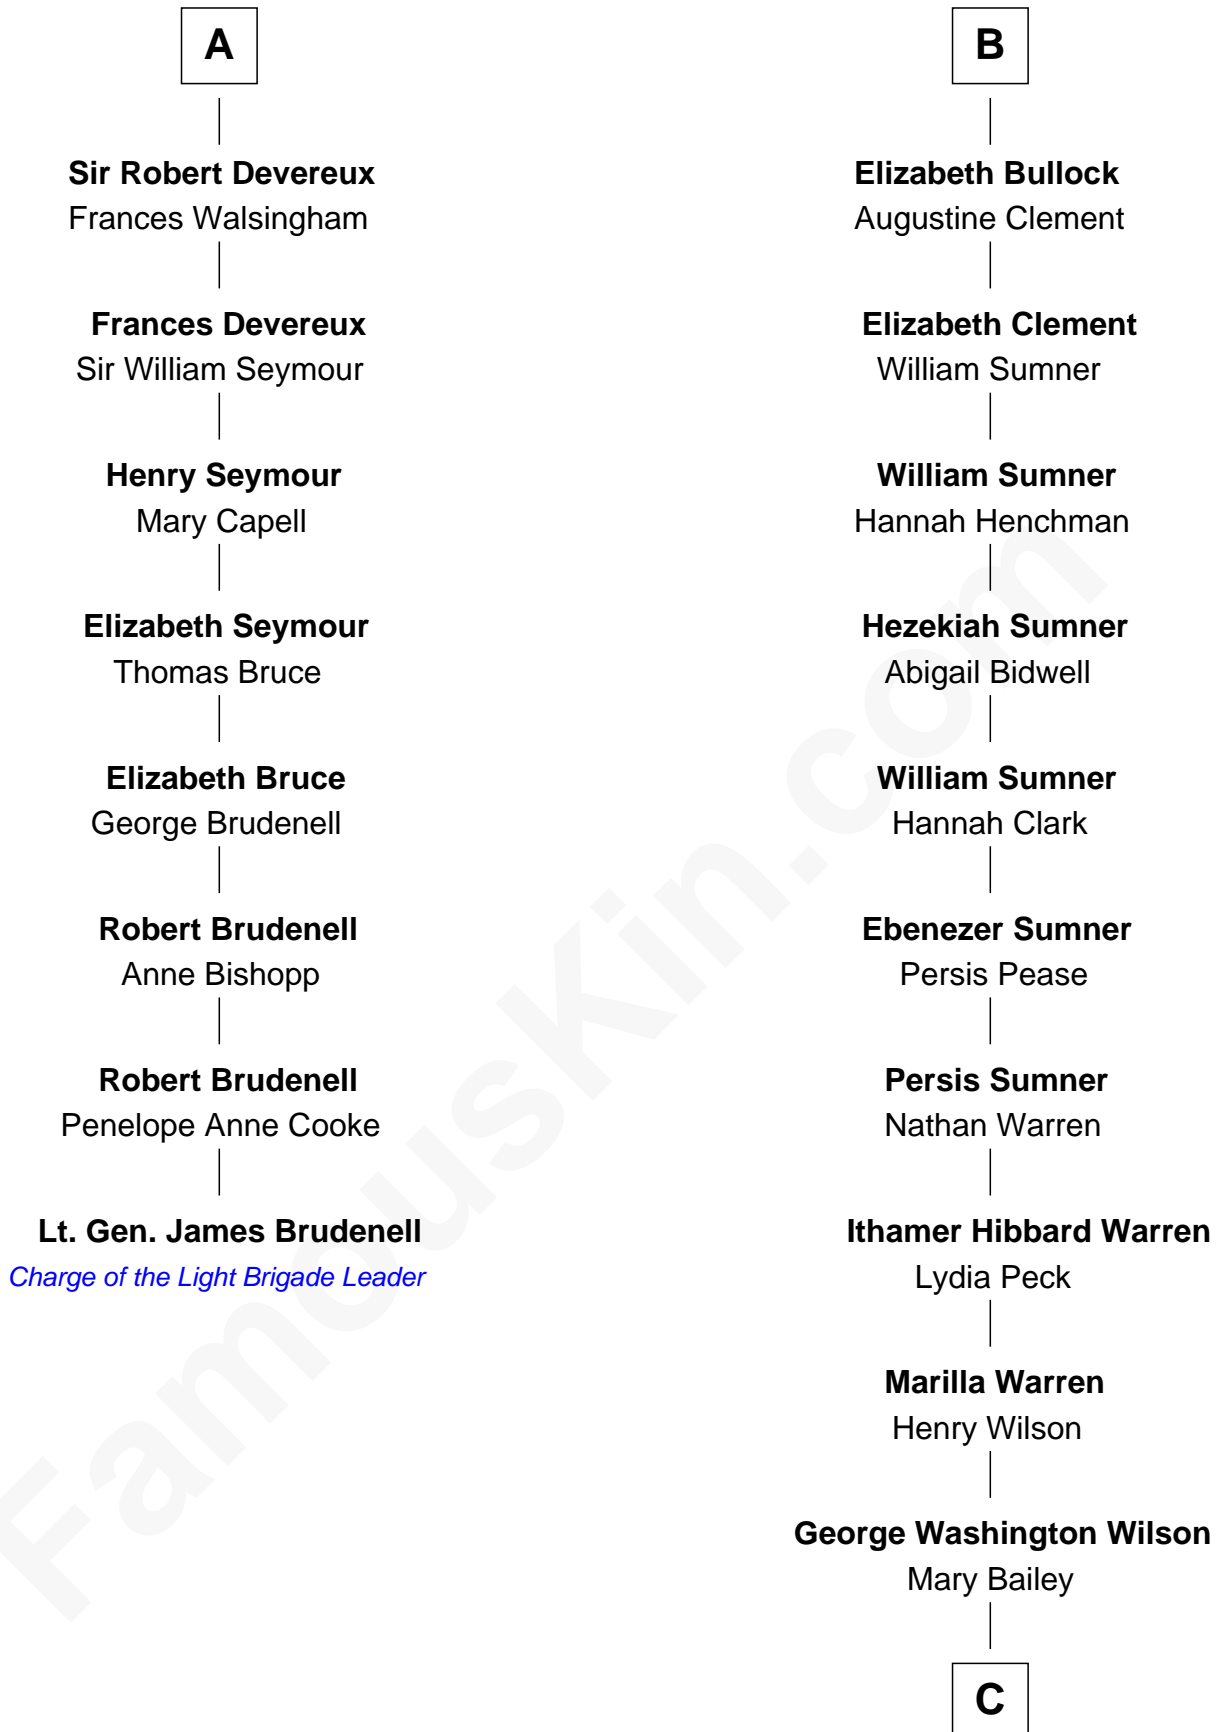 A
Sir Robert Devereux
Frances Walsingham
Frances Devereux
Sir William Seymour
Henry Seymour
Mary Capell
Elizabeth Seymour
Thomas Bruce
Elizabeth Bruce
George Brudenell
Robert Brudenell
Anne Bishopp
Robert Brudenell
Penelope Anne Cooke
Lt. Gen. James Brudenell
Charge of the Light Brigade Leader
B
Elizabeth Bullock
Augustine Clement
Elizabeth Clement
William Sumner
William Sumner
Hannah Henchman
Hezekiah Sumner
Abigail Bidwell
William Sumner
Hannah Clark
Ebenezer Sumner
Persis Pease
Persis Sumner
Nathan Warren
Ithamer Hibbard Warren
Lydia Peck
Marilla Warren
Henry Wilson
George Washington Wilson
Mary Bailey
C
FamousKin.com